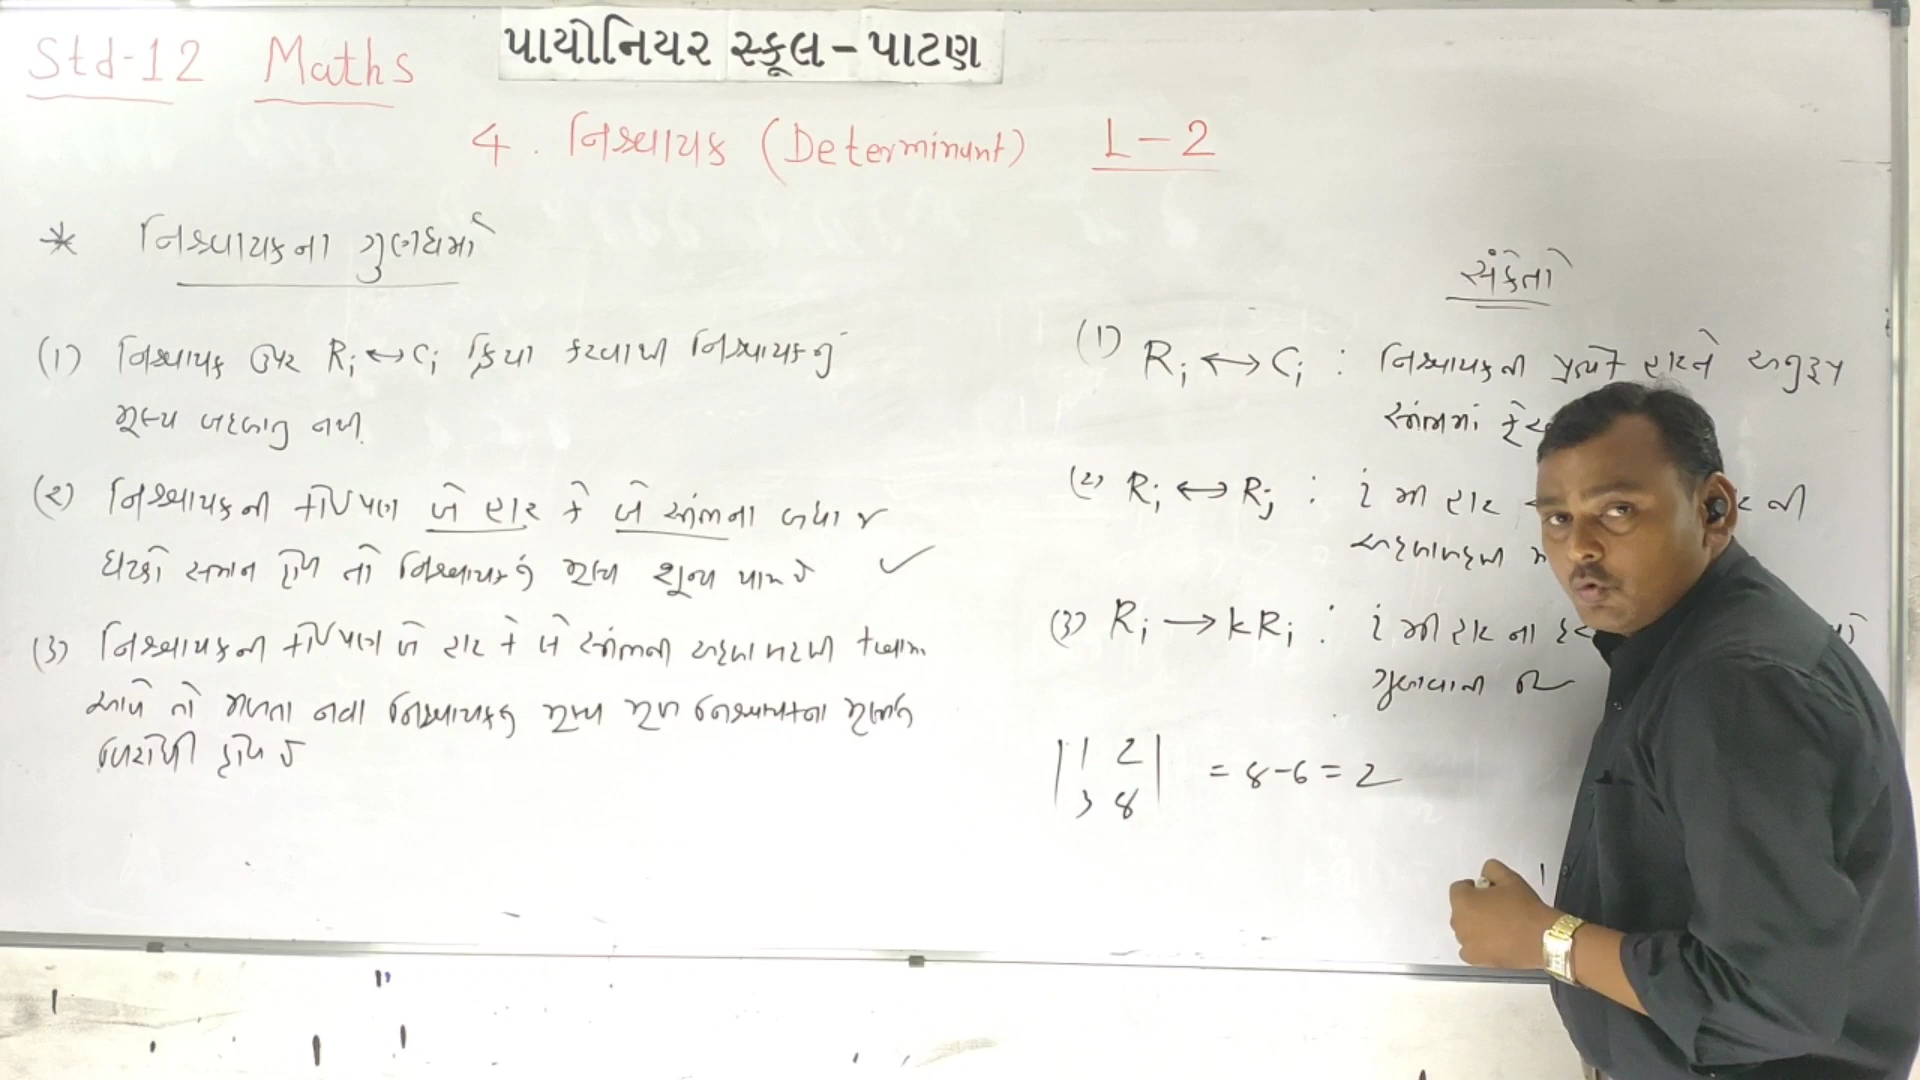 Std-12 Maths
પાયોનિયર સ્કૂલ - પાટણ
4. નિશ્ચાયક (Determinant) L-2
* નિશ્ચાયકના ગુણધર્મો
(1) નિશ્ચાયક ઉપર Ri ↔ Ci ક્રિયા કરવાથી નિશ્ચાયકનું
મૂલ્ય બદલાતુ નથી.
(૨) નિશ્ચાયકની કોઈપણ બે હાર કે બે સ્તંભના બધા જ
ઘટકો સમાન હોય તો નિશ્ચાયકનું મૂલ્ય શૂન્ય થાય છે ✓
(3) નિશ્ચાયકની કોઈપણ બે હાર કે બે સ્તંભની અદલાબદલી
આવે તો મળતા નવા નિશ્ચાયકનું મૂલ્ય મૂળ નિશ્ચાયકના મૂલ્યનું
વિરોધી હોય છે
સંકેતો
(1) Ri ↔ Ci : નિશ્ચાયકની પ્રત્યેક હારને અનુરૂપ
સ્તંભમાં
(2) Ri ↔ Rj : i મી હાર ની
અદલાબદલી
(3) Ri → kRi : i મી હાર ના
ગુણવાની
|1 2|
|3 8| = 8-6 = 2